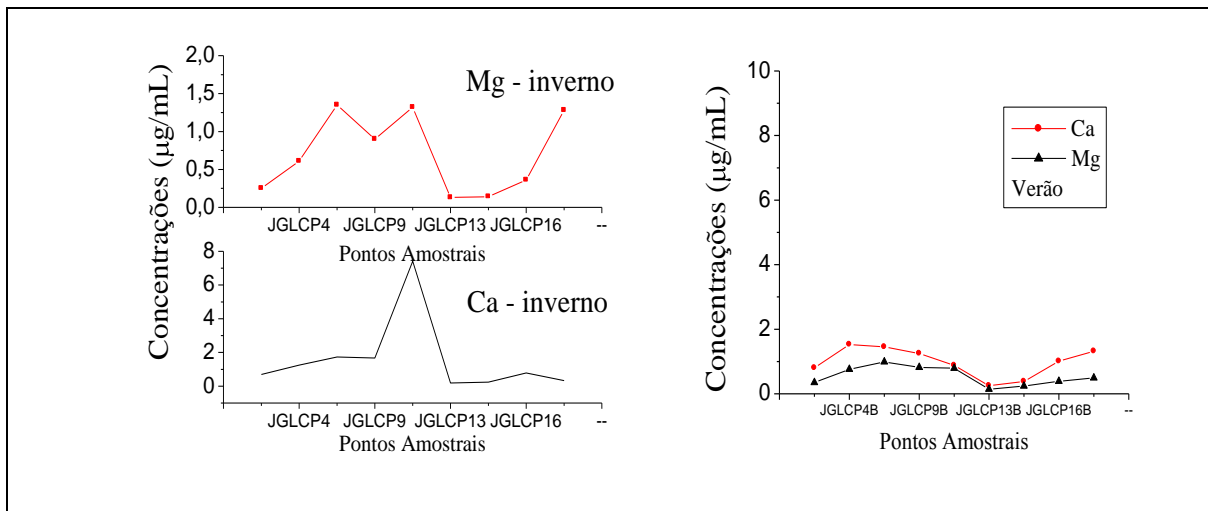 Mg - inverno
Concentrações (µg/mL)
2,0
1,5
1,0
0,5
0,0
JGLCP4 JGLCP9 JGLCP13 JGLCP16 --
Pontos Amostrais
Ca - inverno
8
6
4
2
0
JGLCP4 JGLCP9 JGLCP13 JGLCP16 --
Pontos Amostrais
Concentrações (µg/mL)
10
8
6
4
2
0
Ca
Mg
Verão
JGLCP4B JGLCP9B JGLCP13B JGLCP16B --
Pontos Amostrais